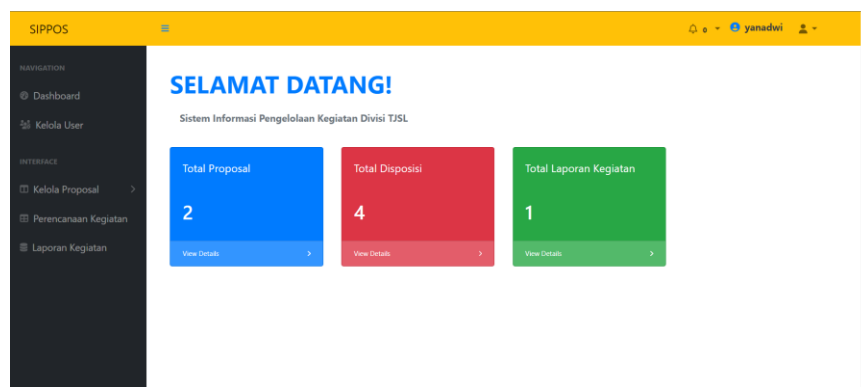 SIPPOS
0
yanadwi
NAVIGATION
Dashboard
Kelola User
INTERFACE
Kelola Proposal
Perencanaan Kegiatan
Laporan Kegiatan
SELAMAT DATANG!
Sistem Informasi Pengelolaan Kegiatan Divisi TJSL
Total Proposal
2
View Details
Total Disposisi
4
View Details
Total Laporan Kegiatan
1
View Details